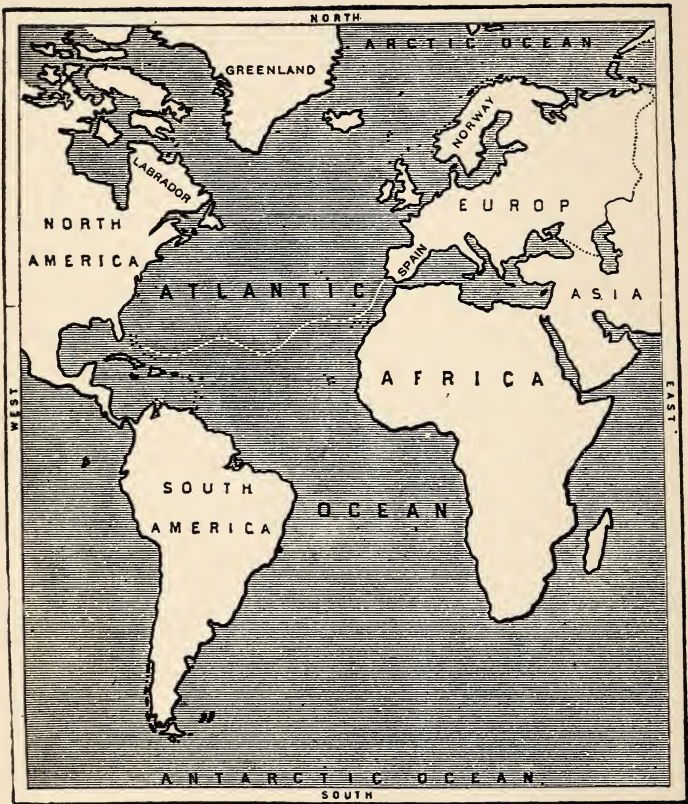 NORTH
ARCTIC OCEAN
GREENLAND
NORWAY
LABRADOR
EUROP
NORTH
AMERICA
SPAIN
ATLANTIC
ASIA
AFRICA
WEST
EAST
SOUTH
AMERICA
OCEAN
ANTARCTIC OCEAN
SOUTH